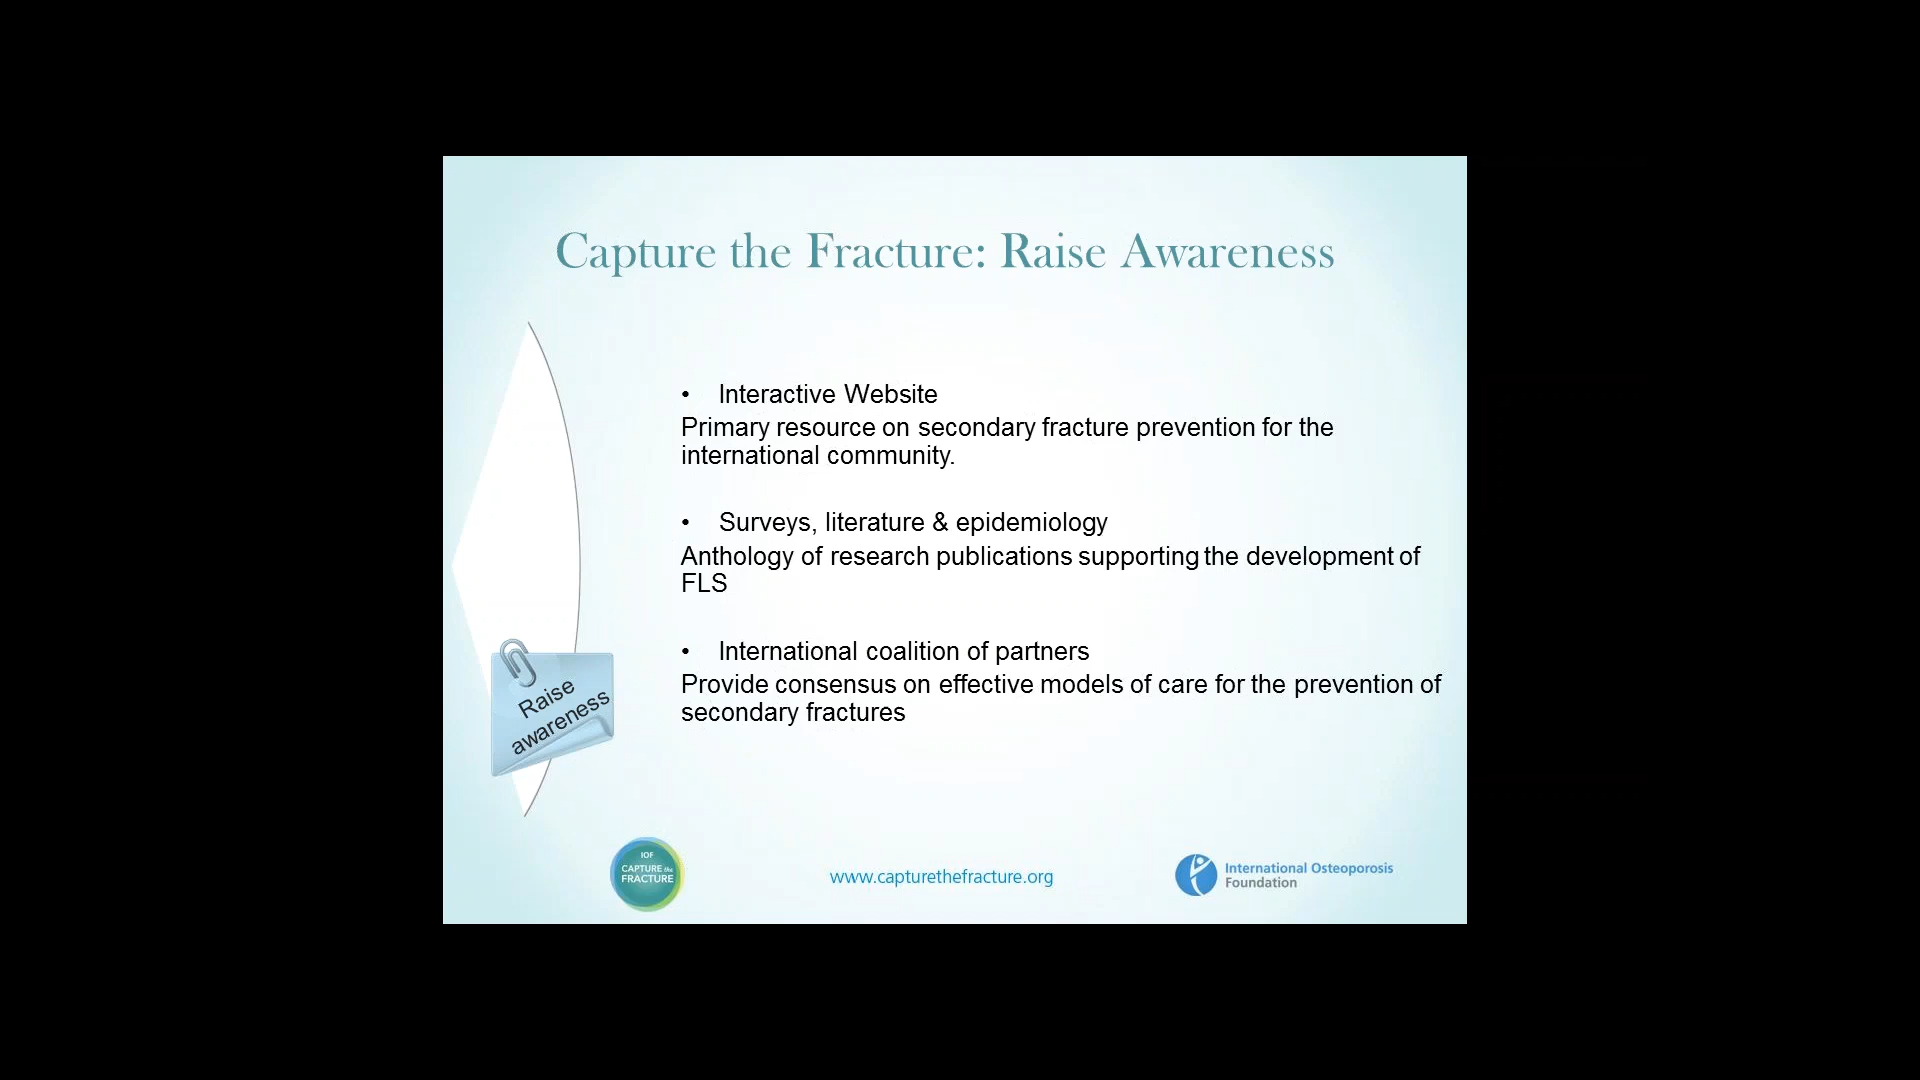 Capture the Fracture: Raise Awareness
• Interactive Website
Primary resource on secondary fracture prevention for the
international community.
• Surveys, literature & epidemiology
Anthology of research publications supporting the development of
FLS
• International coalition of partners
Provide consensus on effective models of care for the prevention of
secondary fractures
Raise
awareness
IOF
CAPTURE the
FRACTURE
www.capturethefracture.org
International Osteoporosis
Foundation